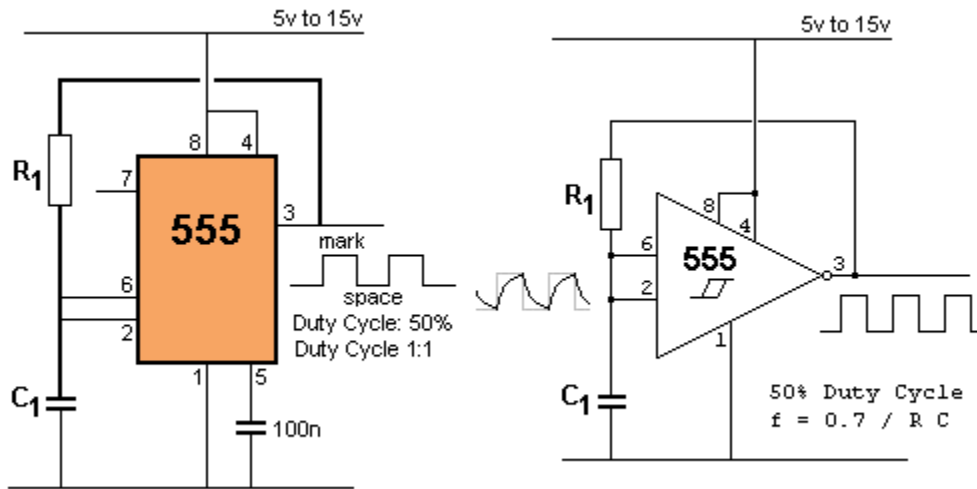 5v to 15v
8
4
R1
7
555
3
mark
space
6
2
Duty Cycle: 50%
Duty Cycle 1:1
1
5
C1
100n
5v to 15v
R1
8
4
6
555
3
2
1
C1
50% Duty Cycle
f = 0.7 / R C